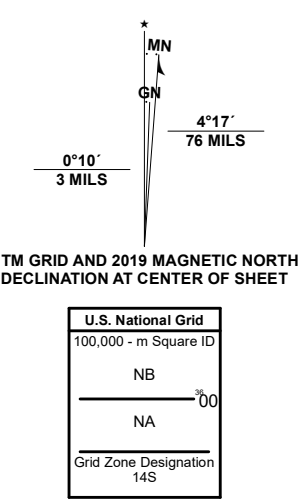 ★
MN
GN
4°17´
76 MILS
0°10´
3 MILS
TM GRID AND 2019 MAGNETIC NORTH
DECLINATION AT CENTER OF SHEET
U.S. National Grid
100,000 - m Square ID
NB
³⁶00
NA
Grid Zone Designation
14S